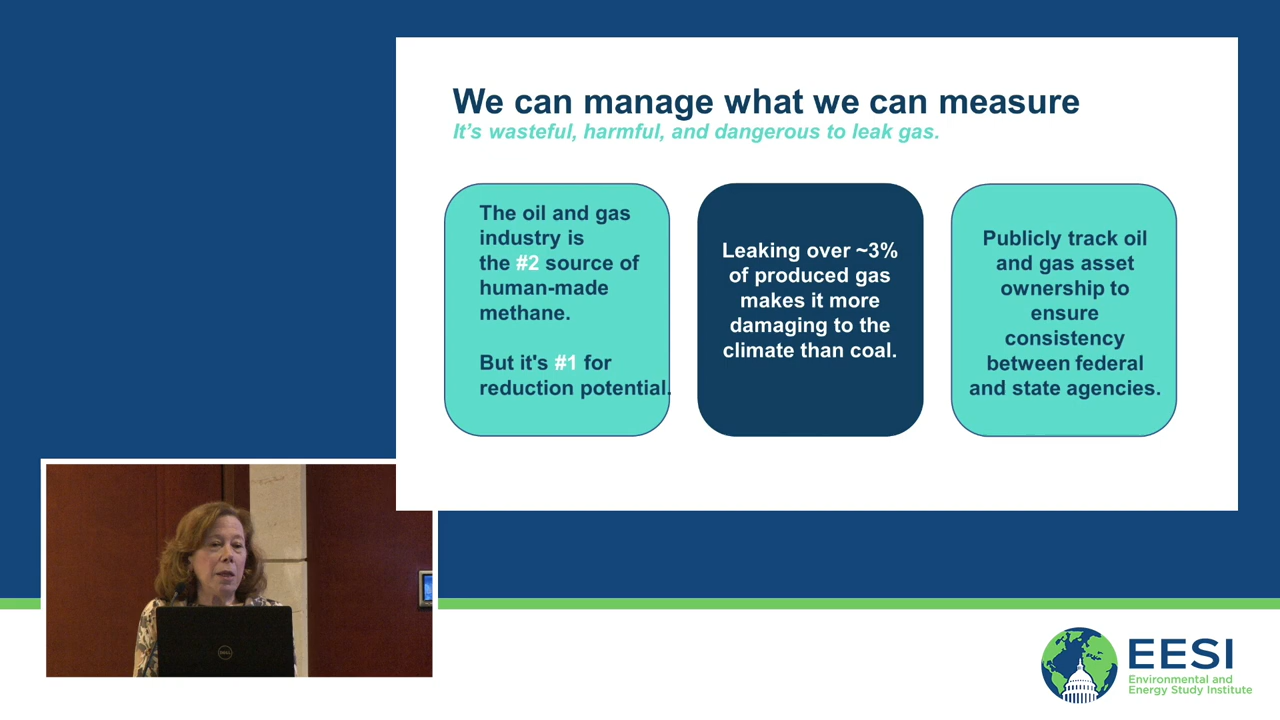 We can manage what we can measure
It's wasteful, harmful, and dangerous to leak gas.
The oil and gas
industry is
the #2 source of
human-made
methane.
But it's #1 for
reduction potential.
Leaking over ~3%
of produced gas
makes it more
damaging to the
climate than coal.
Publicly track oil
and gas asset
ownership to
ensure
consistency
between federal
and state agencies.
DELL
EESI
Environmental and
Energy Study Institute